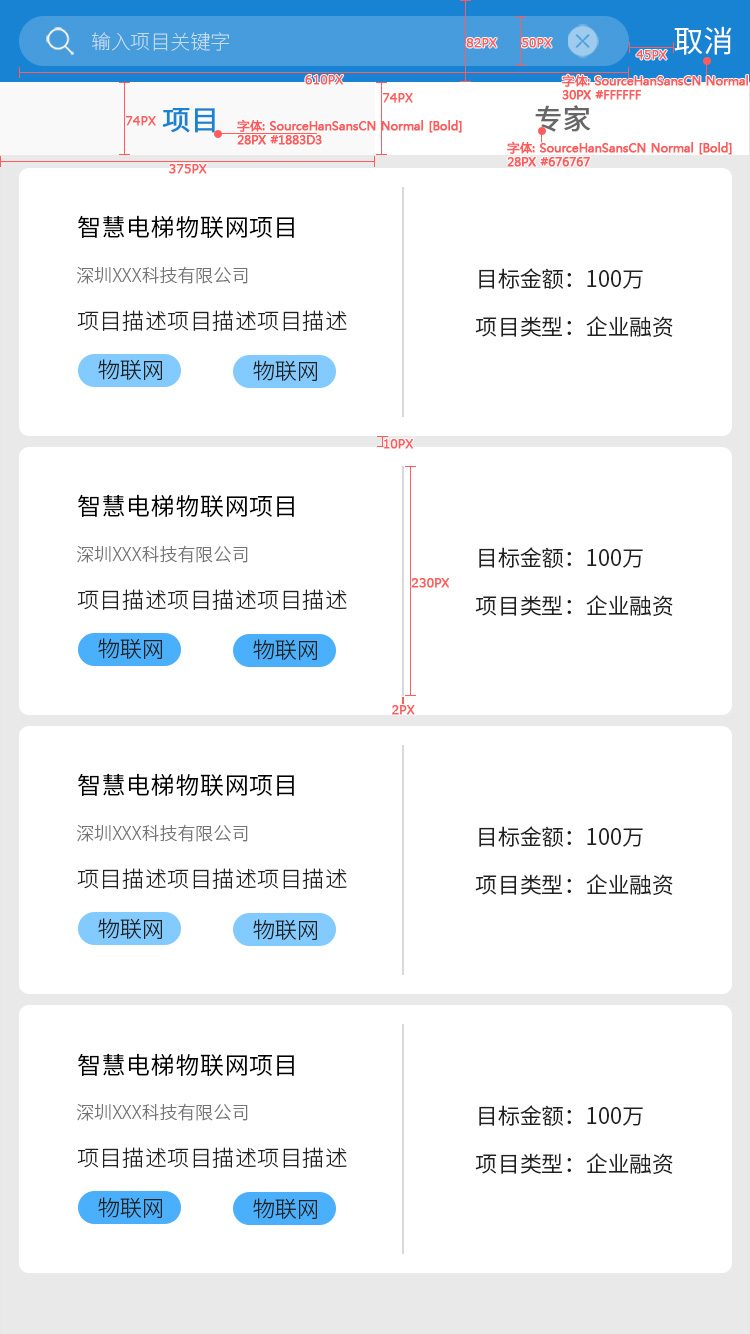 输入项目关键字
82PX
50PX
45PX
取消
610PX
字体: SourceHanSansCN Normal
30PX #FFFFFF
74PX
项目
字体: SourceHanSansCN Normal [Bold]
28PX #1883D3
74PX
专家
字体: SourceHanSansCN Normal [Bold]
28PX #676767
375PX
智慧电梯物联网项目
深圳XXX科技有限公司
项目描述项目描述项目描述
物联网
物联网
目标金额：100万
项目类型：企业融资
10PX
智慧电梯物联网项目
深圳XXX科技有限公司
项目描述项目描述项目描述
物联网
物联网
230PX
目标金额：100万
项目类型：企业融资
2PX
智慧电梯物联网项目
深圳XXX科技有限公司
项目描述项目描述项目描述
物联网
物联网
目标金额：100万
项目类型：企业融资
智慧电梯物联网项目
深圳XXX科技有限公司
项目描述项目描述项目描述
物联网
物联网
目标金额：100万
项目类型：企业融资